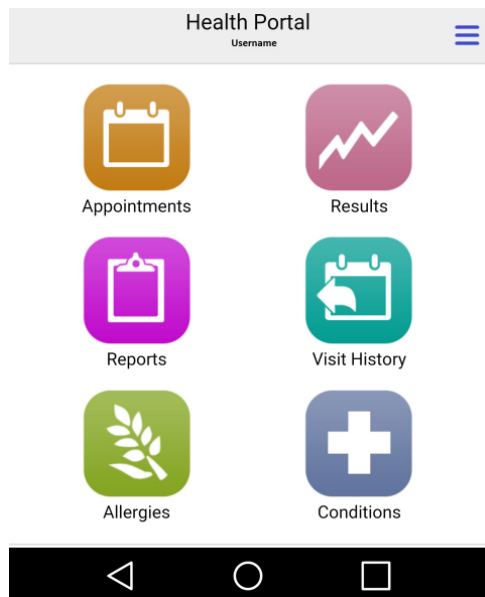 Health Portal
Username
Appointments
Results
Reports
Visit History
Allergies
Conditions